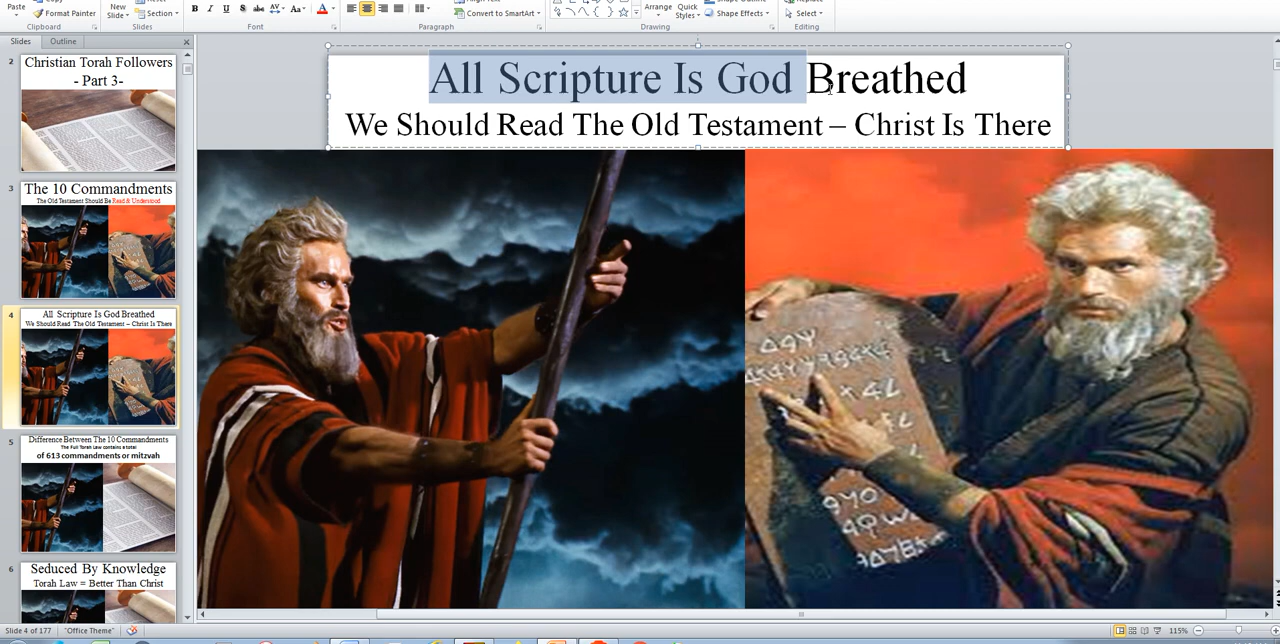 Paste
Format Painter
Clipboard
New
Slide
Section
Slides
B I U S abc AV Aa A
Font
Paragraph
Convert to SmartArt
Arrange
Quick
Styles
Shape Effects
Drawing
Select
Editing
Slides
Outline
2
Christian Torah Followers
- Part 3-
3
The 10 Commandments
The Old Testament Should Be Read & Understood
4
All Scripture Is God Breathed
We Should Read The Old Testament – Christ Is There
5
Difference Between The 10 Commandments
The Full Torah Law contains a total
of 613 commandments or mitzvah
6
Seduced By Knowledge
Torah Law = Better Than Christ
All Scripture Is God Breathed
We Should Read The Old Testament – Christ Is There
Slide 4 of 177
"Office Theme"
115%